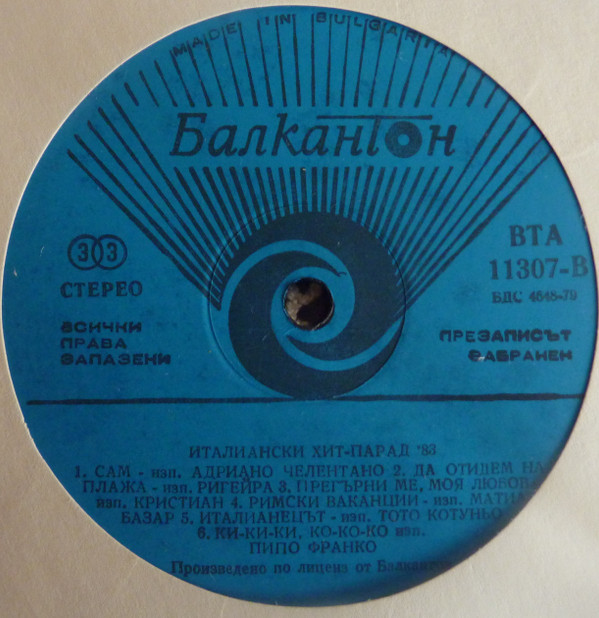 MADE IN BULGARIA
Балкантон
33
СТЕРЕО
ВТА
11307-В
БДС 4648-79
ВСИЧКИ
ПРАВА
ЗАПАЗЕНИ
ПРЕЗАПИСЪТ
ЗАБРАНЕН
ИТАЛИАНСКИ ХИТ-ПАРАД '83
1. САМ - изп. АДРИАНО ЧЕЛЕНТАНО 2. ДА ОТИДЕМ НА
ПЛАЖА - изп. РИГЕЙРА 3. ПРЕГЪРНИ МЕ, МОЯ
изп. КРИСТИАН 4. РИМСКИ ВАКАНЦИИ - изп.
БАЗАР 5. ИТАЛИАНЕЦЪТ - изп. ТОТО КОТУНЬО
6. КИ-КИ-КИ, КО-КО-КО изп.
ПИПО ФРАНКО
Произведено по лиценз от